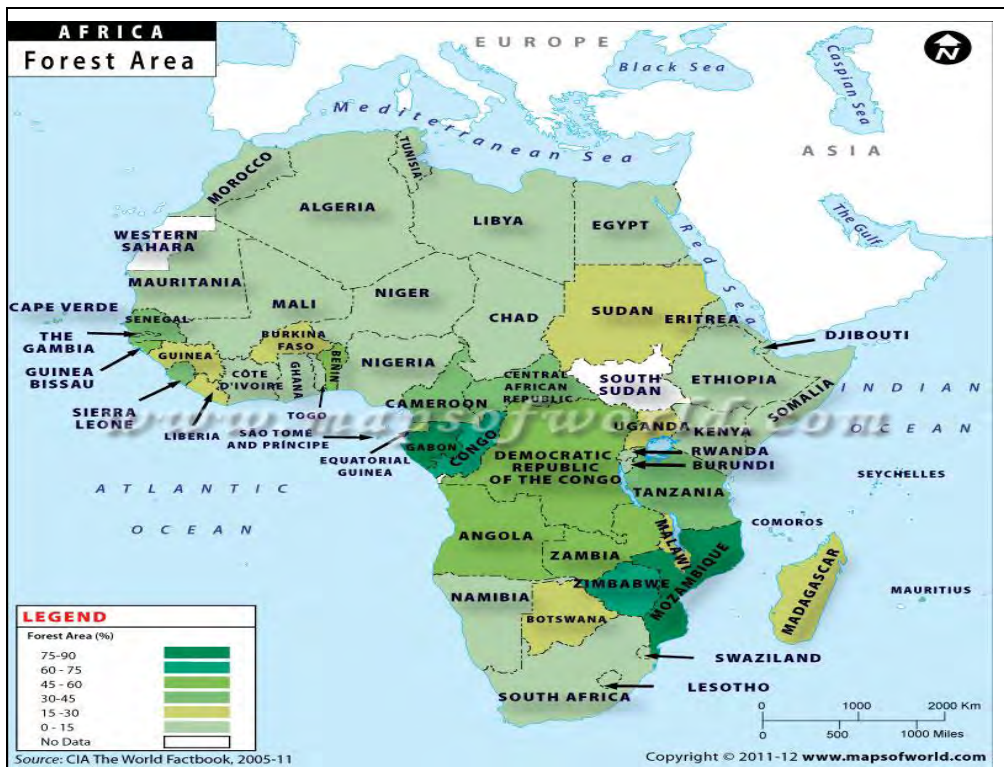 AFRICA
Forest Area
EUROPE
Black Sea
Caspian Sea
N
Mediterranean Sea
ASIA
MOROCCO
TUNISIA
ALGERIA
LIBYA
EGYPT
The Gulf
Red Sea
WESTERN
SAHARA
MAURITANIA
MALI
NIGER
CHAD
SUDAN
ERITREA
DJIBOUTI
CAPE VERDE
SENEGAL
THE
GAMBIA
GUINEA
BISSAU
GUINEA
BURKINA
FASO
BENIN
NIGERIA
CÔTE
D'IVOIRE
GHANA
SIERRA
LEONE
LIBERIA
TOGO
CAMEROON
CENTRAL
AFRICAN
REPUBLIC
SOUTH
SUDAN
ETHIOPIA
SOMALIA
INDIAN
OCEAN
www.mapsofworld.com
SÃO TOMÉ
AND PRÍNCIPE
EQUATORIAL
GUINEA
GABON
CONGO
DEMOCRATIC
REPUBLIC
OF THE CONGO
UGANDA
KENYA
RWANDA
BURUNDI
TANZANIA
SEYCHELLES
ATLANTIC
OCEAN
COMOROS
ANGOLA
ZAMBIA
MALAWI
MOZAMBIQUE
ZIMBABWE
NAMIBIA
BOTSWANA
MADAGASCAR
MAURITIUS
SWAZILAND
LESOTHO
SOUTH AFRICA
LEGEND
Forest Area (%)
75-90
60 - 75
45 - 60
30-45
15 - 30
0 - 15
No Data
0 1000 2000 Km
0 500 1000 Miles
Source: CIA The World Factbook, 2005-11
Copyright © 2011-12 www.mapsofworld.com